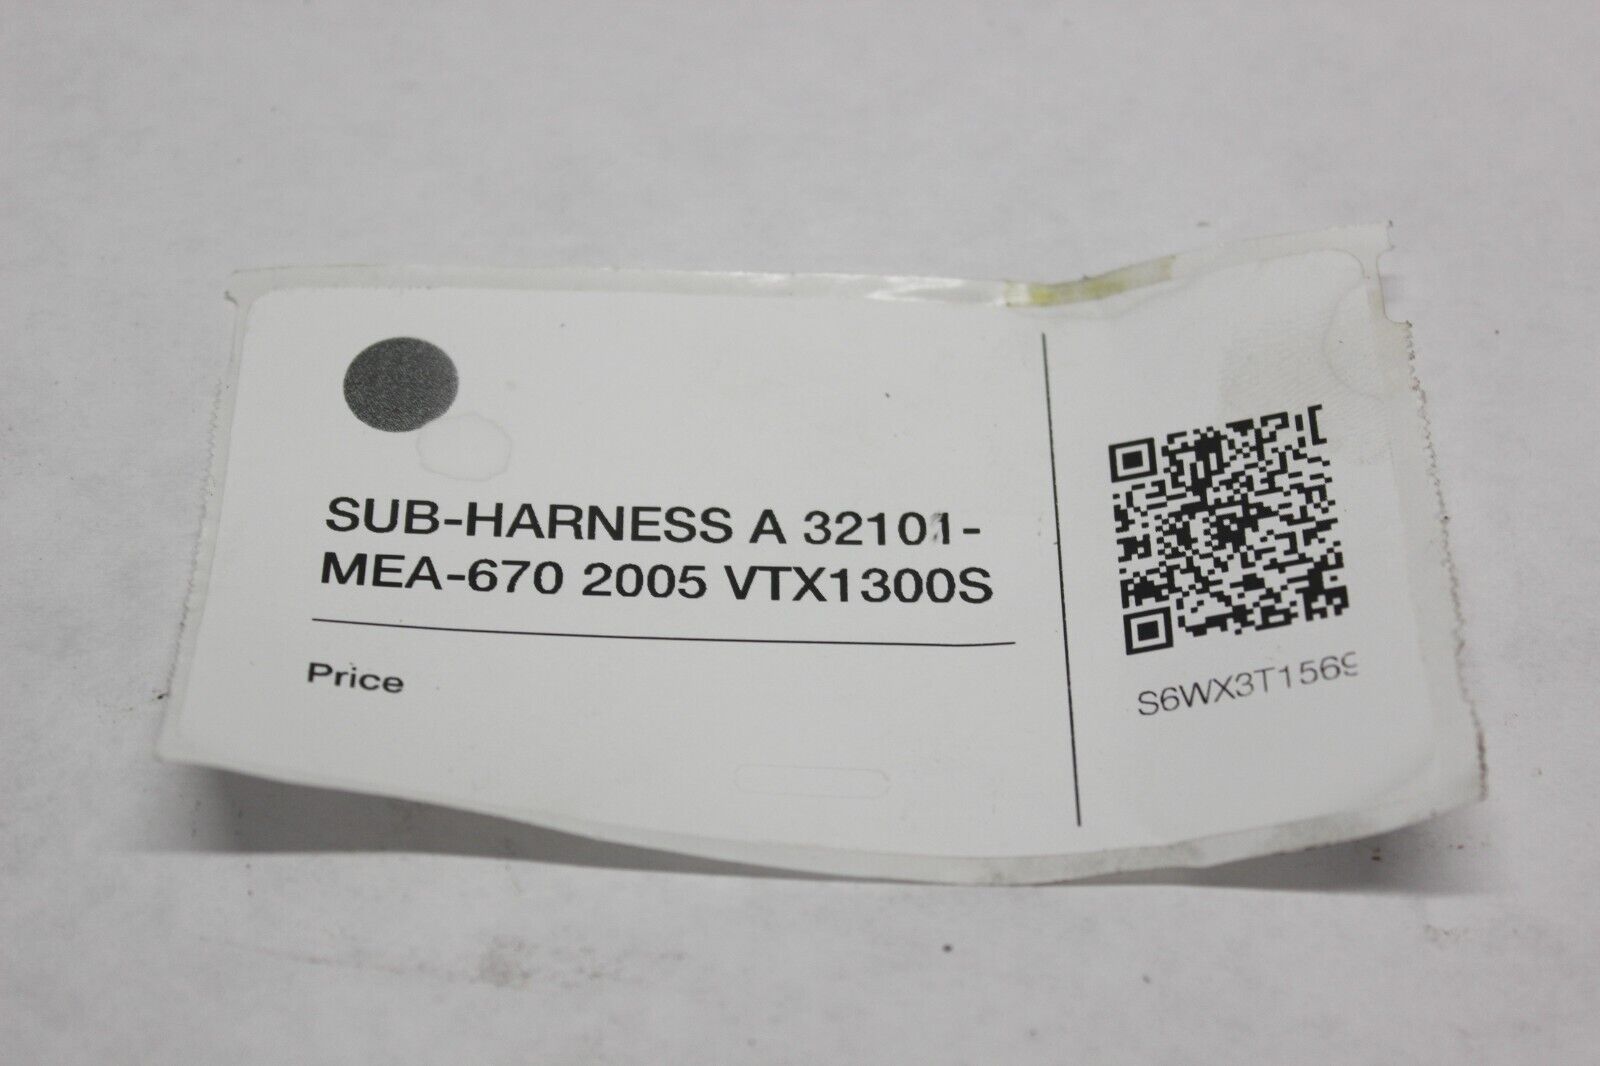 SUB-HARNESS A 32101-
MEA-670 2005 VTX1300S
Price
S6WX3T1569